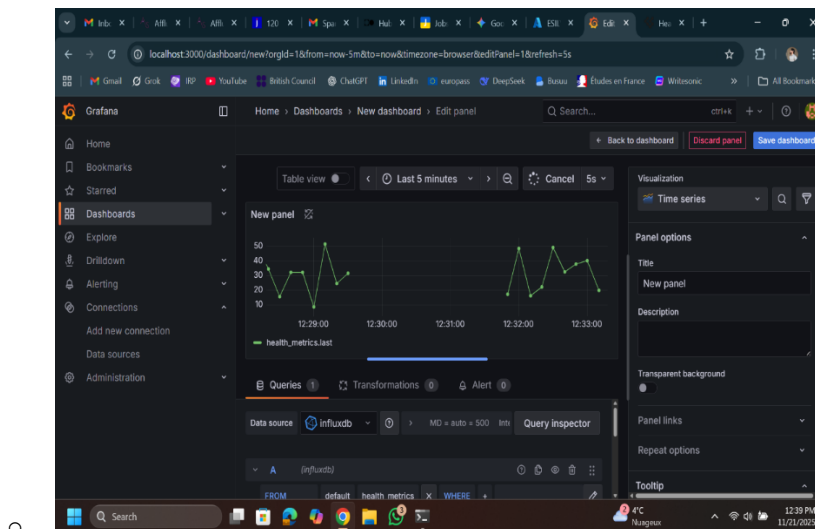 Inbc
Affi
Affi
120
Spa
Hub
Job:
Goc
ESII
Edit
Hea
localhost:3000/dashboard/new?orgId=1&from=now-5m&to=now&timezone=browser&editPanel=1&refresh=5s
Gmail Grok IRP YouTube British Council ChatGPT LinkedIn europass DeepSeek Busuu Études en France Writesonic » All Bookmark
Grafana
Home › Dashboards › New dashboard › Edit panel
Search... ctrl+k
Back to dashboard Discard panel Save dashboard
Home
Bookmarks
Starred
Dashboards
Explore
Drilldown
Alerting
Connections
Add new connection
Data sources
Administration
Table view Last 5 minutes Cancel 5s
New panel
50
40
30
20
10
12:29:00 12:30:00 12:31:00 12:32:00 12:33:00
health_metrics.last
Queries 1 Transformations 0 Alert 0
Data source influxdb MD = auto = 500 Inte Query inspector
A (influxdb)
FROM default health_metrics X WHERE +
Visualization
Time series
Panel options
Title
New panel
Description
Transparent background
Panel links
Repeat options
Tooltip
Search
2 4°C
Nuageux
12:39 PM
11/21/2025